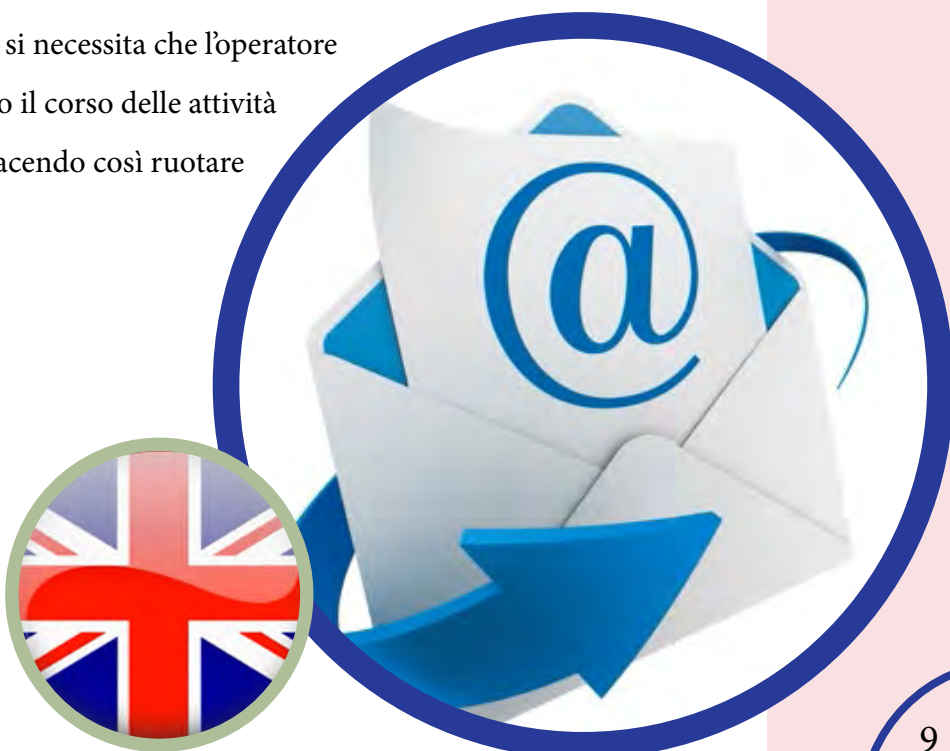 si necessita che l’operatore
o il corso delle attività
acendo così ruotare
@
9